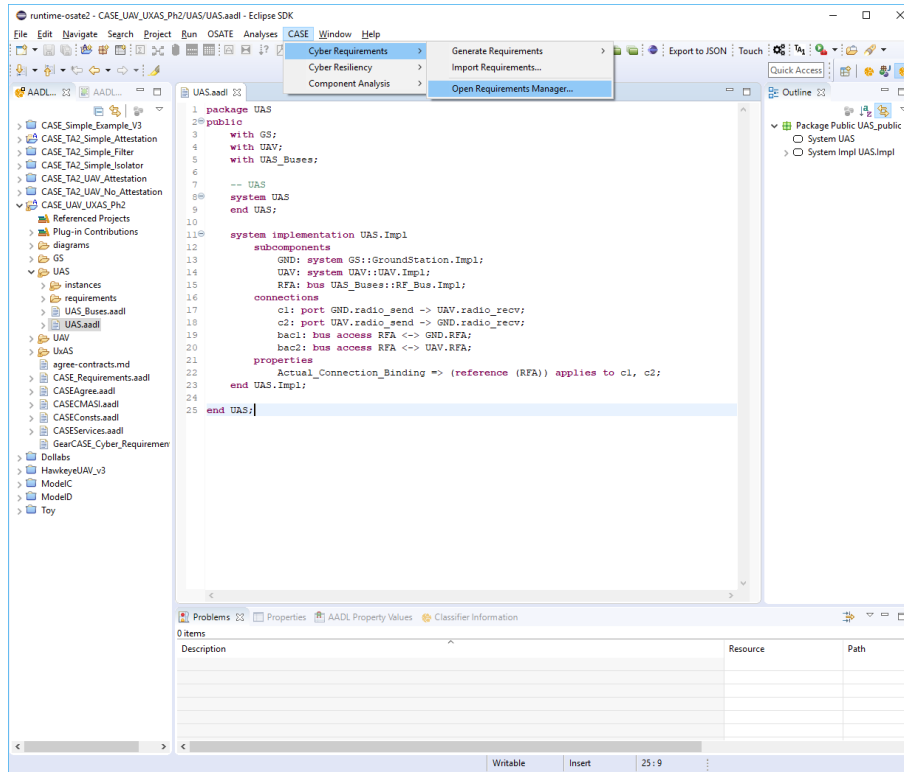 runtime-osate2 - CASE_UAV_UXAS_Ph2/UAS/UAS.aadl - Eclipse SDK
File Edit Navigate Search Project Run OSATE Analyses CASE Window Help
Cyber Requirements
Cyber Resiliency
Component Analysis
Generate Requirements
Import Requirements...
Open Requirements Manager...
Export to JSON
Touch
Quick Access
AADL...
AADL...
CASE_Simple_Example_V3
CASE_TA2_Simple_Attestation
CASE_TA2_Simple_Filter
CASE_TA2_Simple_Isolator
CASE_TA2_UAV_Attestation
CASE_TA2_UAV_No_Attestation
CASE_UAV_UXAS_Ph2
Referenced Projects
Plug-in Contributions
diagrams
GS
UAS
instances
requirements
UAS_Buses.aadl
UAS.aadl
UAV
UxAS
agree-contracts.md
CASE_Requirements.aadl
CASEAgree.aadl
CASECMASI.aadl
CASEConsts.aadl
CASEServices.aadl
GearCASE_Cyber_Requiremen
Dollabs
HawkeyeUAV_v3
ModelC
ModelD
Toy
UAS.aadl
1 package UAS
2 public
3 with GS;
4 with UAV;
5 with UAS_Buses;
6
7 -- UAS
8 system UAS
9 end UAS;
10
11 system implementation UAS.Impl
12 subcomponents
13 GND: system GS::GroundStation.Impl;
14 UAV: system UAV::UAV.Impl;
15 RFA: bus UAS_Buses::RF_Bus.Impl;
16 connections
17 c1: port GND.radio_send -> UAV.radio_recv;
18 c2: port UAV.radio_send -> GND.radio_recv;
19 bac1: bus access RFA <-> GND.RFA;
20 bac2: bus access RFA <-> UAV.RFA;
21 properties
22 Actual_Connection_Binding => (reference (RFA)) applies to c1, c2;
23 end UAS.Impl;
24
25 end UAS;
Outline
Package Public UAS_public
System UAS
System Impl UAS.Impl
Problems
Properties
AADL Property Values
Classifier Information
0 items
Description
Resource
Path
Writable
Insert
25 : 9